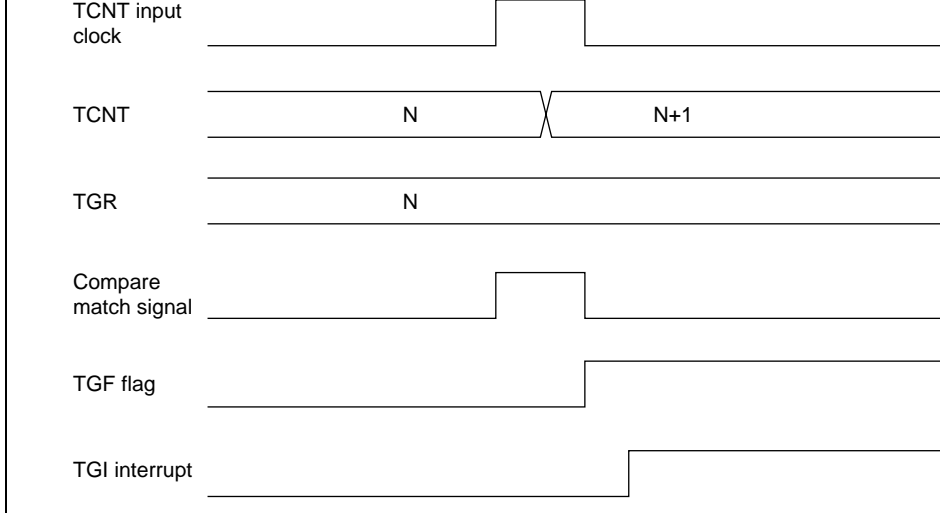 TCNT input
clock
TCNT
N
N+1
TGR
N
Compare
match signal
TGF flag
TGI interrupt